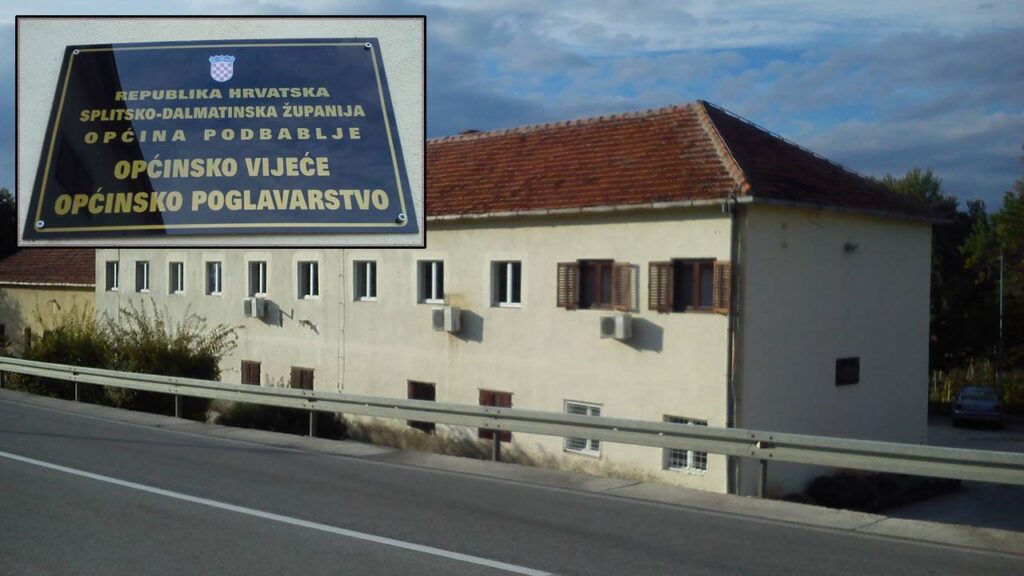 REPUBLIKA HRVATSKA
SPLITSKO-DALMATINSKA ŽUPANIJA
OPĆINA PODBABLJE
OPĆINSKO VIJEĆE
OPĆINSKO POGLAVARSTVO